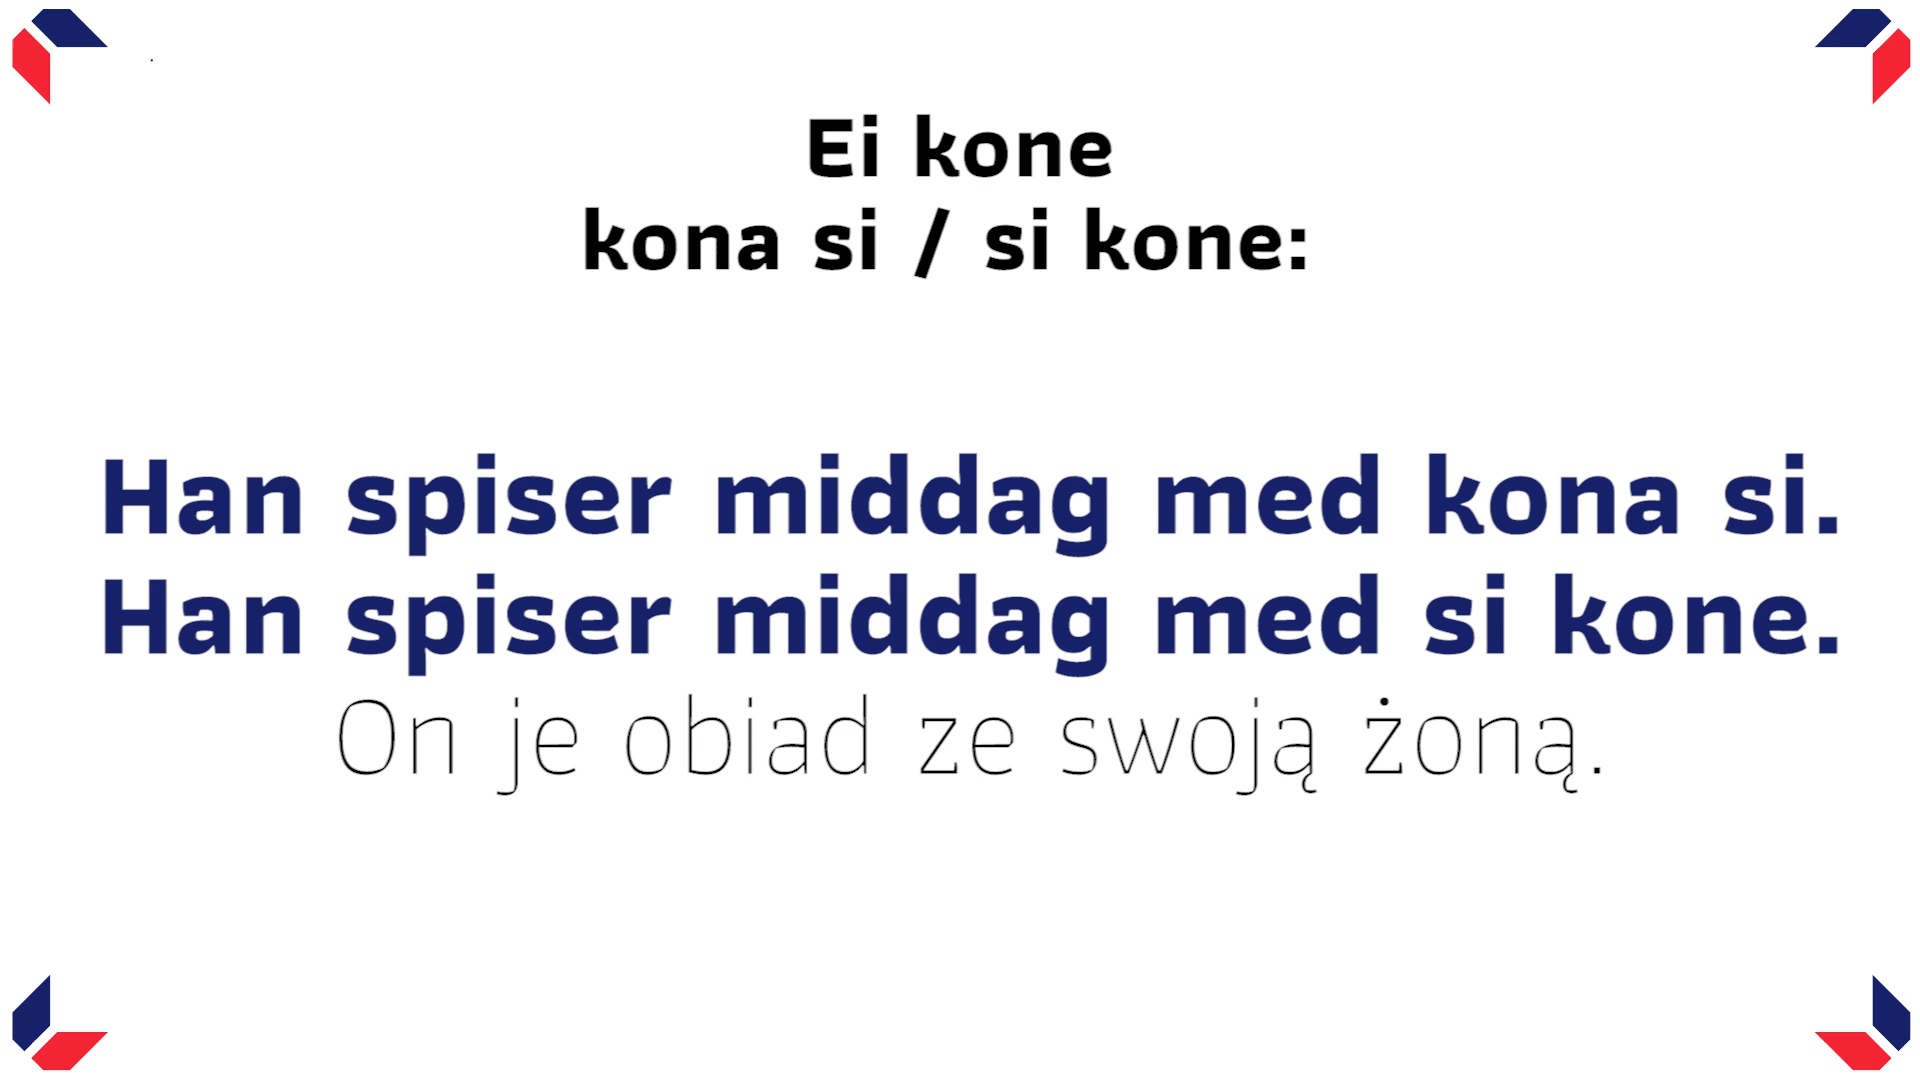 Ei kone
kona si / si kone:
Han spiser middag med kona si.
Han spiser middag med si kone.
On je obiad ze swoją żoną.